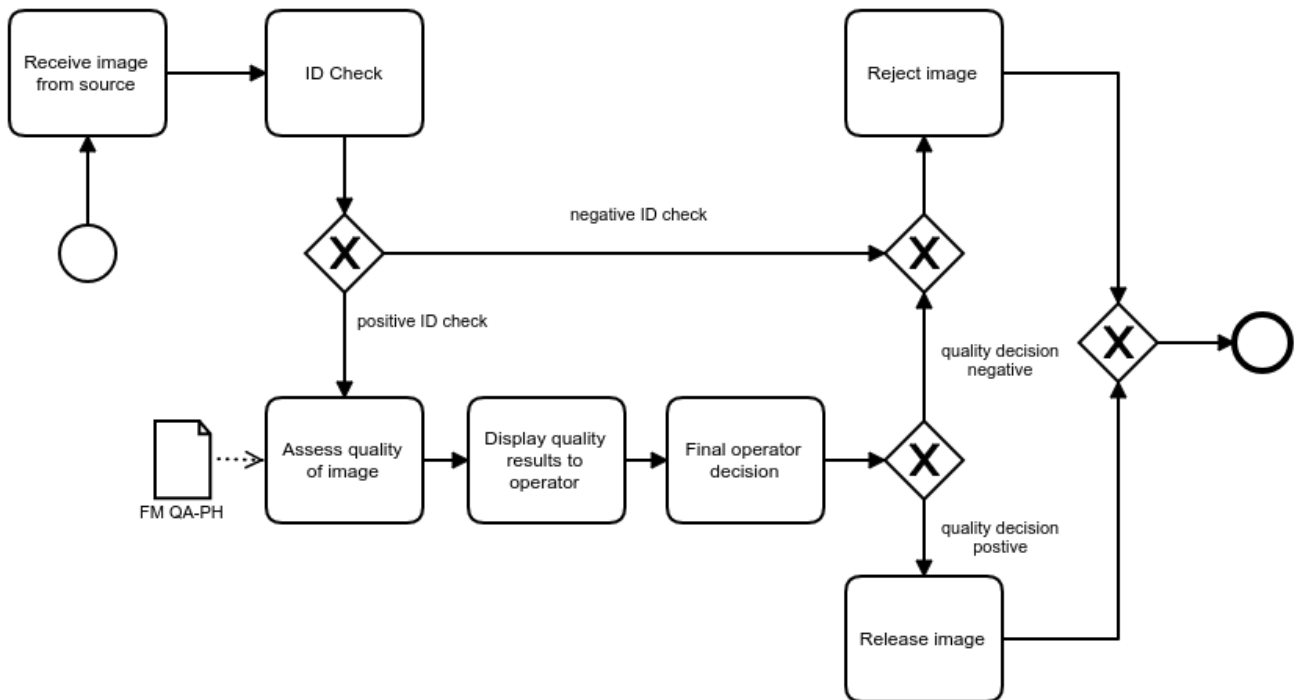 Receive image
from source
ID Check
Reject image
negative ID check
positive ID check
quality decision
negative
Assess quality
of image
Display quality
results to
operator
Final operator
decision
FM QA-PH
quality decision
postive
Release image